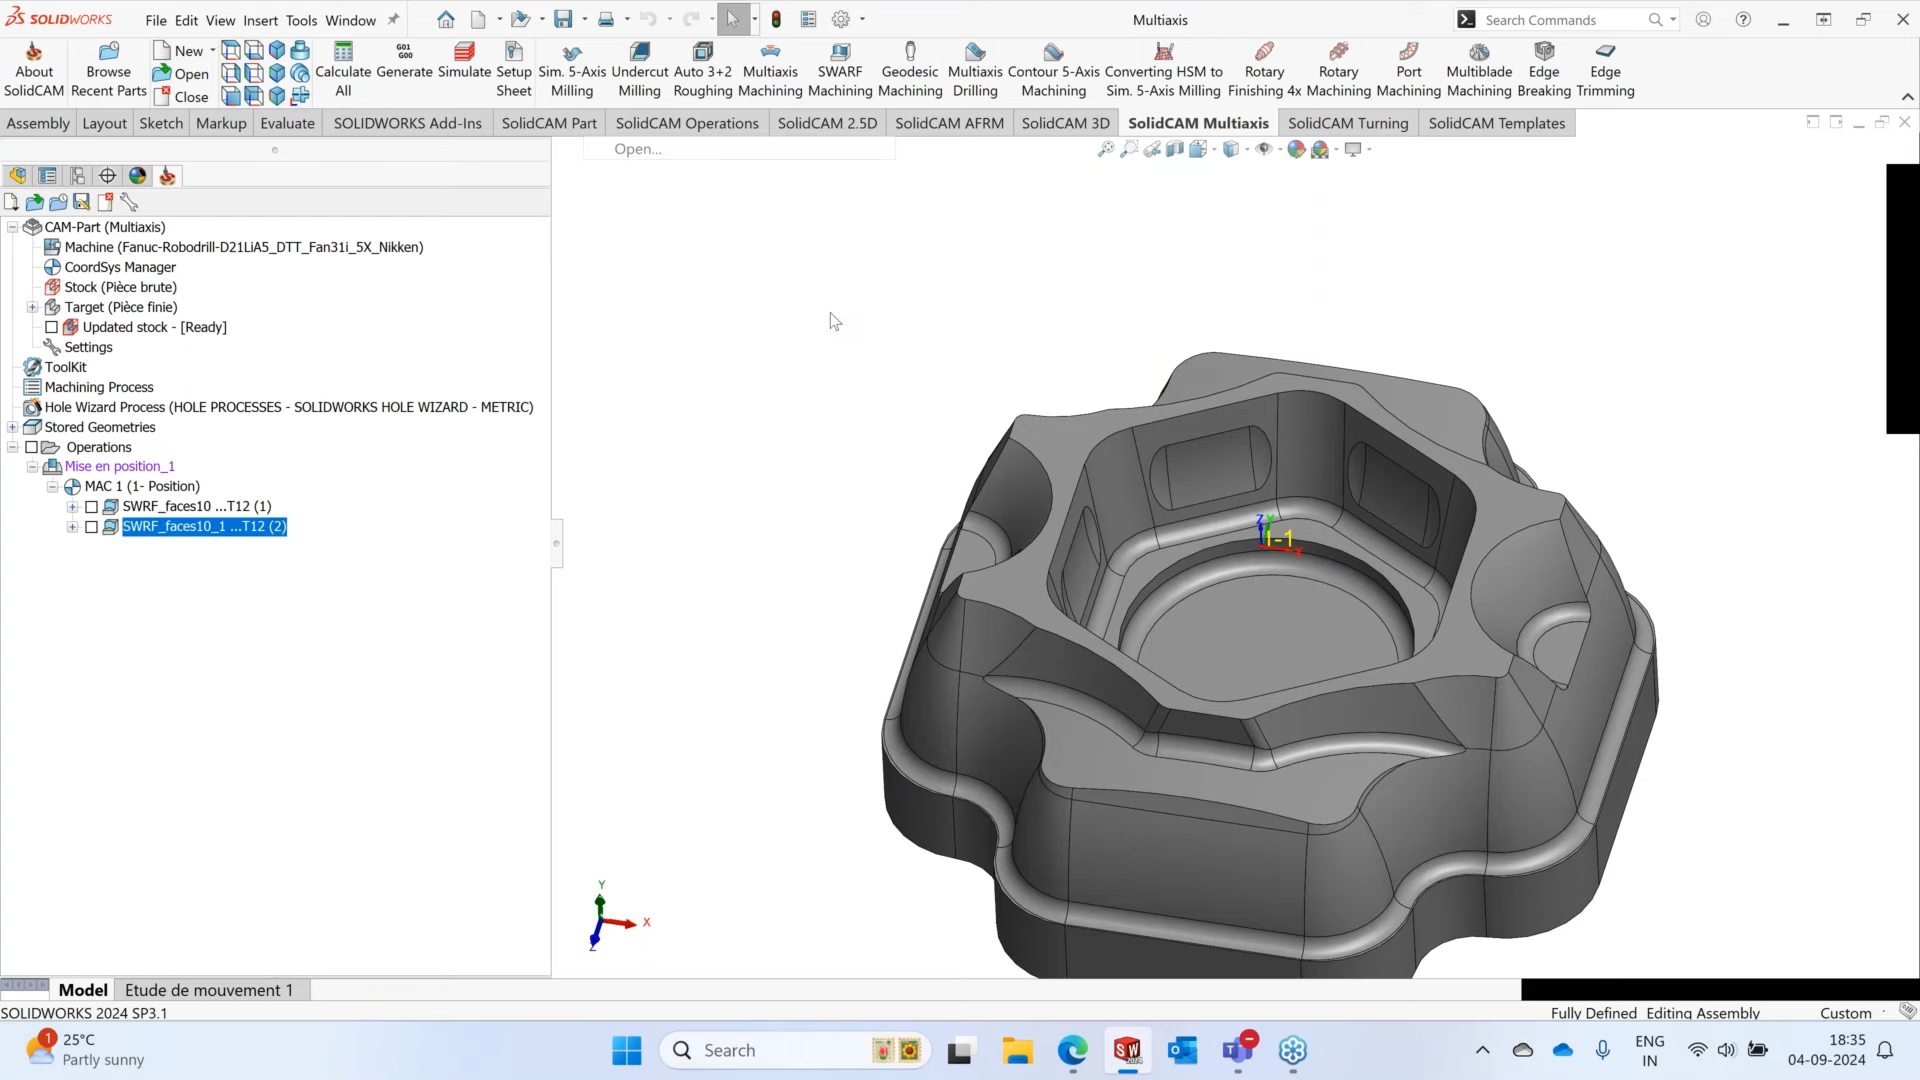 SOLIDWORKS File Edit View Insert Tools Window Multiaxis Search Commands
About SolidCAM
Browse Recent Parts
New
Open
Close
Calculate All
G01 G00
Generate
Simulate
Setup Sheet
Sim. 5-Axis Milling
Undercut Milling
Auto 3+2 Roughing
Multiaxis Machining
SWARF Machining
Geodesic Machining
Multiaxis Drilling
Contour 5-Axis Machining
Converting HSM to Sim. 5-Axis Milling
Rotary Finishing 4x
Rotary Machining
Port Machining
Multiblade Machining
Edge Breaking
Edge Trimming
Assembly Layout Sketch Markup Evaluate SOLIDWORKS Add-Ins SolidCAM Part SolidCAM Operations SolidCAM 2.5D SolidCAM AFRM SolidCAM 3D SolidCAM Multiaxis SolidCAM Turning SolidCAM Templates
Open...
CAM-Part (Multiaxis)
Machine (Fanuc-Robodrill-D21LiA5_DTT_Fan31i_5X_Nikken)
CoordSys Manager
Stock (Pièce brute)
Target (Pièce finie)
Updated stock - [Ready]
Settings
ToolKit
Machining Process
Hole Wizard Process (HOLE PROCESSES - SOLIDWORKS HOLE WIZARD - METRIC)
Stored Geometries
Operations
Mise en position_1
MAC 1 (1- Position)
SWRF_faces10 ...T12 (1)
SWRF_faces10_1 ...T12 (2)
Z Y
1-1
X
Y
X
Z
Model Etude de mouvement 1
SOLIDWORKS 2024 SP3.1 Fully Defined Editing Assembly Custom
1 25°C
Partly sunny
Search
SW
2024
ENG
IN
18:35
04-09-2024